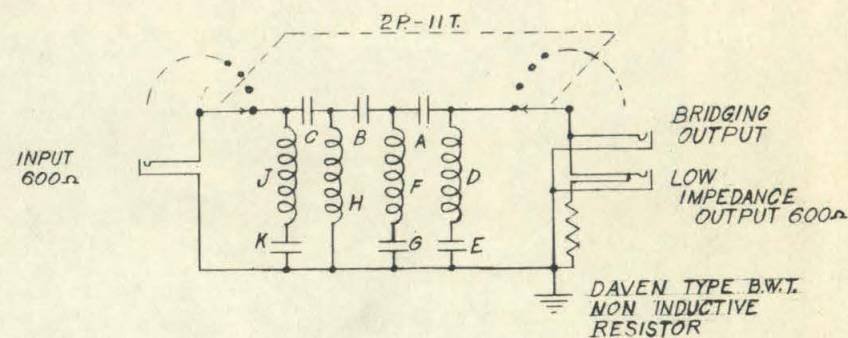 2P.-11T.
INPUT
600Ω
C
B
A
J
H
F
D
K
G
E
BRIDGING
OUTPUT
LOW
IMPEDANCE
OUTPUT 600Ω
DAVEN TYPE B.W.T.
NON INDUCTIVE
RESISTOR